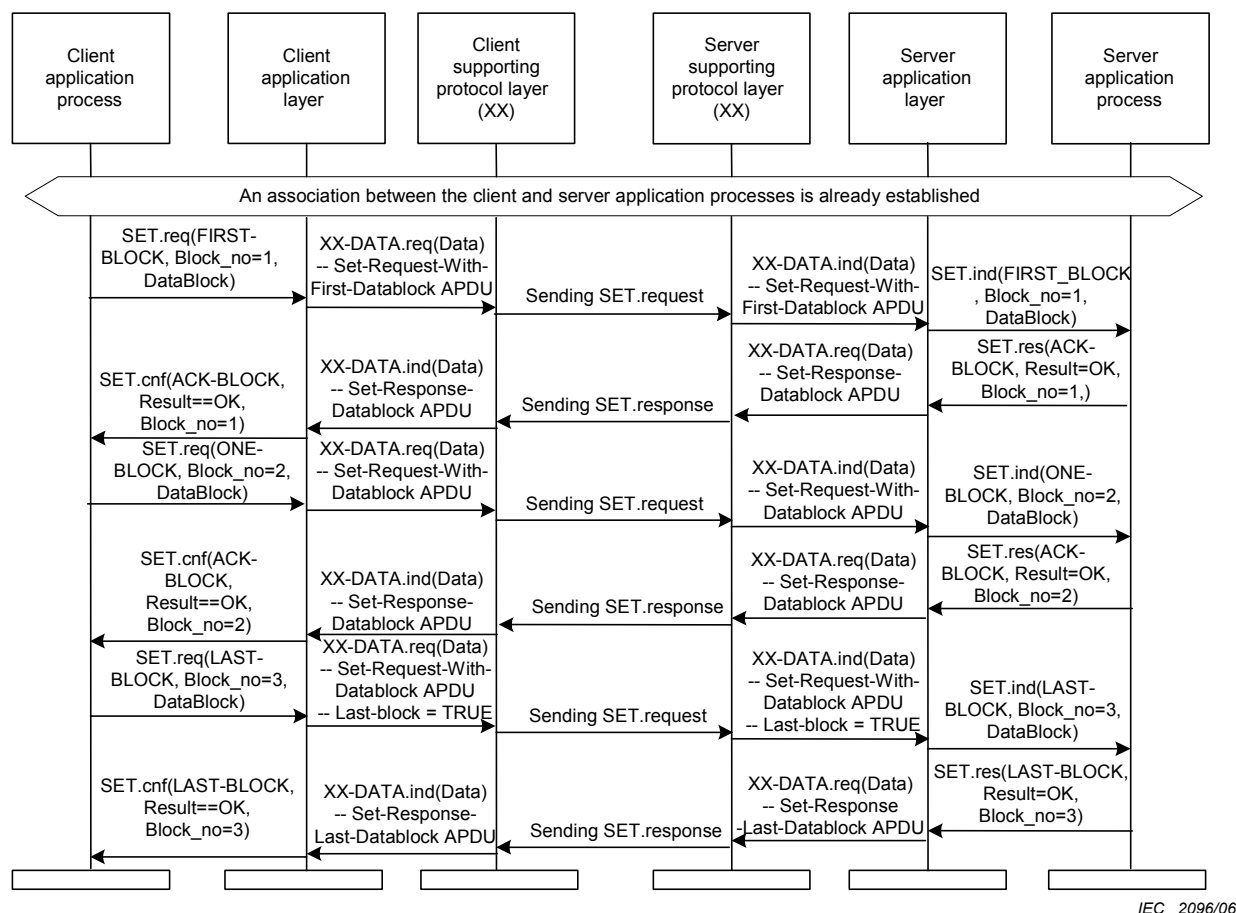 Client
application
process
Client
application
layer
Client
supporting
protocol layer
(XX)
Server
supporting
protocol layer
(XX)
Server
application
layer
Server
application
process
An association between the client and server application processes is already established
SET.req(FIRST-
BLOCK, Block_no=1,
DataBlock)
XX-DATA.req(Data)
-- Set-Request-With-
First-Datablock APDU
Sending SET.request
XX-DATA.ind(Data)
-- Set-Request-With-
First-Datablock APDU
SET.ind(FIRST_BLOCK
, Block_no=1,
DataBlock)
SET.res(ACK-
BLOCK, Result=OK,
Block_no=1,)
XX-DATA.req(Data)
-- Set-Response-
Datablock APDU
Sending SET.response
XX-DATA.ind(Data)
-- Set-Response-
Datablock APDU
SET.cnf(ACK-BLOCK,
Result==OK,
Block_no=1)
SET.req(ONE-
BLOCK, Block_no=2,
DataBlock)
XX-DATA.req(Data)
-- Set-Request-With-
Datablock APDU
Sending SET.request
XX-DATA.ind(Data)
-- Set-Request-With-
Datablock APDU
SET.ind(ONE-
BLOCK, Block_no=2,
DataBlock)
SET.res(ACK-
BLOCK, Result=OK,
Block_no=2)
XX-DATA.req(Data)
-- Set-Response-
Datablock APDU
Sending SET.response
XX-DATA.ind(Data)
-- Set-Response-
Datablock APDU
SET.cnf(ACK-
BLOCK,
Result==OK,
Block_no=2)
SET.req(LAST-
BLOCK, Block_no=3,
DataBlock)
XX-DATA.req(Data)
-- Set-Request-With-
Datablock APDU
-- Last-block = TRUE
Sending SET.request
XX-DATA.ind(Data)
-- Set-Request-With-
Datablock APDU
-- Last-block = TRUE
SET.ind(LAST-
BLOCK, Block_no=3,
DataBlock)
SET.res(LAST-BLOCK,
Result=OK,
Block_no=3)
XX-DATA.req(Data)
-- Set-Response
-Last-Datablock APDU
Sending SET.response
XX-DATA.ind(Data)
-- Set-Response-
Last-Datablock APDU
SET.cnf(LAST-BLOCK,
Result==OK,
Block_no=3)
IEC 2096/06